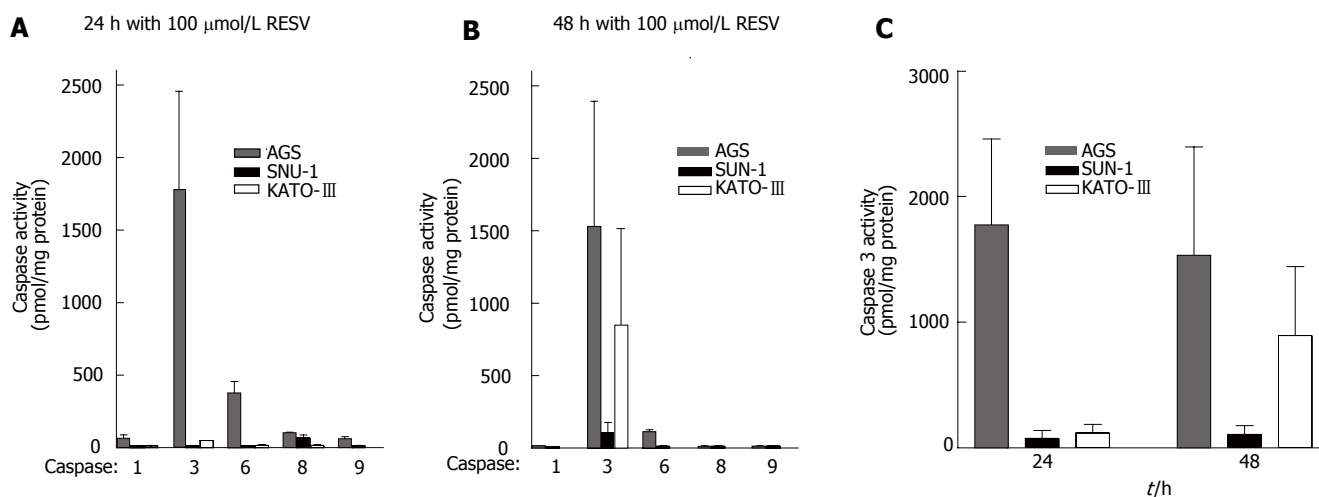 A
24 h with 100 μmol/L RESV
Caspase activity
(pmol/mg protein)
2500
2000
1500
1000
500
0
AGS
SNU-1
KATO-Ⅲ
Caspase: 1 3 6 8 9
B
48 h with 100 μmol/L RESV
Caspase activity
(pmol/mg protein)
2500
2000
1500
1000
500
0
AGS
SUN-1
KATO-Ⅲ
Caspase: 1 3 6 8 9
C
Caspase 3 activity
(pmol/mg protein)
3000
2000
1000
0
AGS
SUN-1
KATO-Ⅲ
24 48
t/h